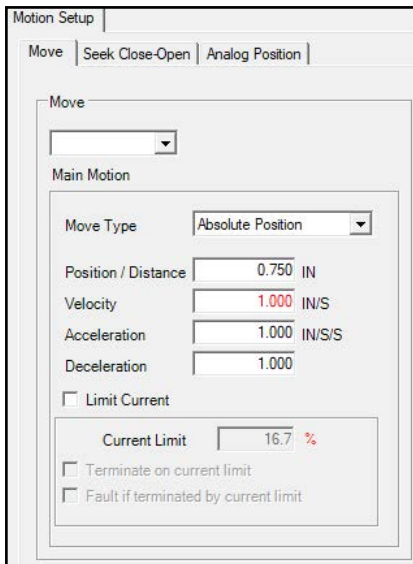 Motion Setup
Move Seek Close-Open Analog Position
Move
Main Motion
Move Type Absolute Position
Position / Distance 0.750 IN
Velocity 1.000 IN/S
Acceleration 1.000 IN/S/S
Deceleration 1.000
Limit Current
Current Limit 16.7 %
Terminate on current limit
Fault if terminated by current limit